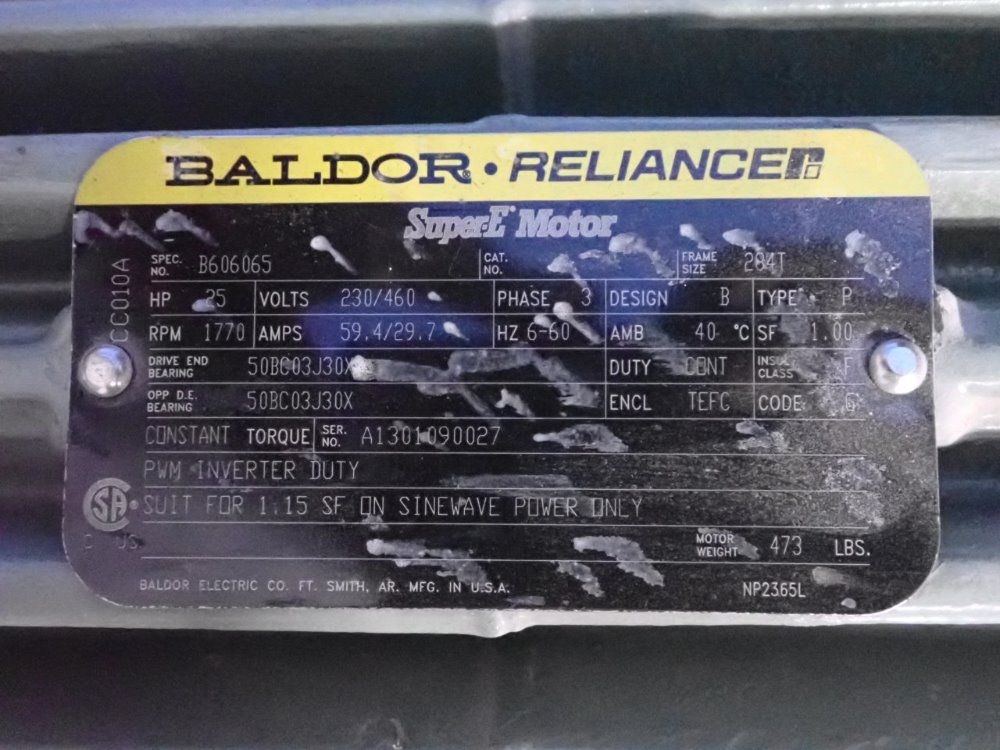 BALDOR • RELIANCE
Super-E Motor
CCC010A
SPEC. NO. B606065 CAT. NO. FRAME SIZE 284T
HP 25 VOLTS 230/460 PHASE 3 DESIGN B TYPE P
RPM 1770 AMPS 59.4/29.7 HZ 6-60 AMB 40 °C SF 1.00
DRIVE END BEARING 50BC03J30X DUTY CONT INSUL CLASS F
OPP D.E. BEARING 50BC03J30X ENCL TEFC CODE G
CONSTANT TORQUE SER. NO. A1301090027
PWM INVERTER DUTY
SA
SUIT FOR 1.15 SF ON SINEWAVE POWER ONLY
US
MOTOR WEIGHT 473 LBS.
BALDOR ELECTRIC CO. FT. SMITH, AR. MFG. IN U.S.A. NP2365L